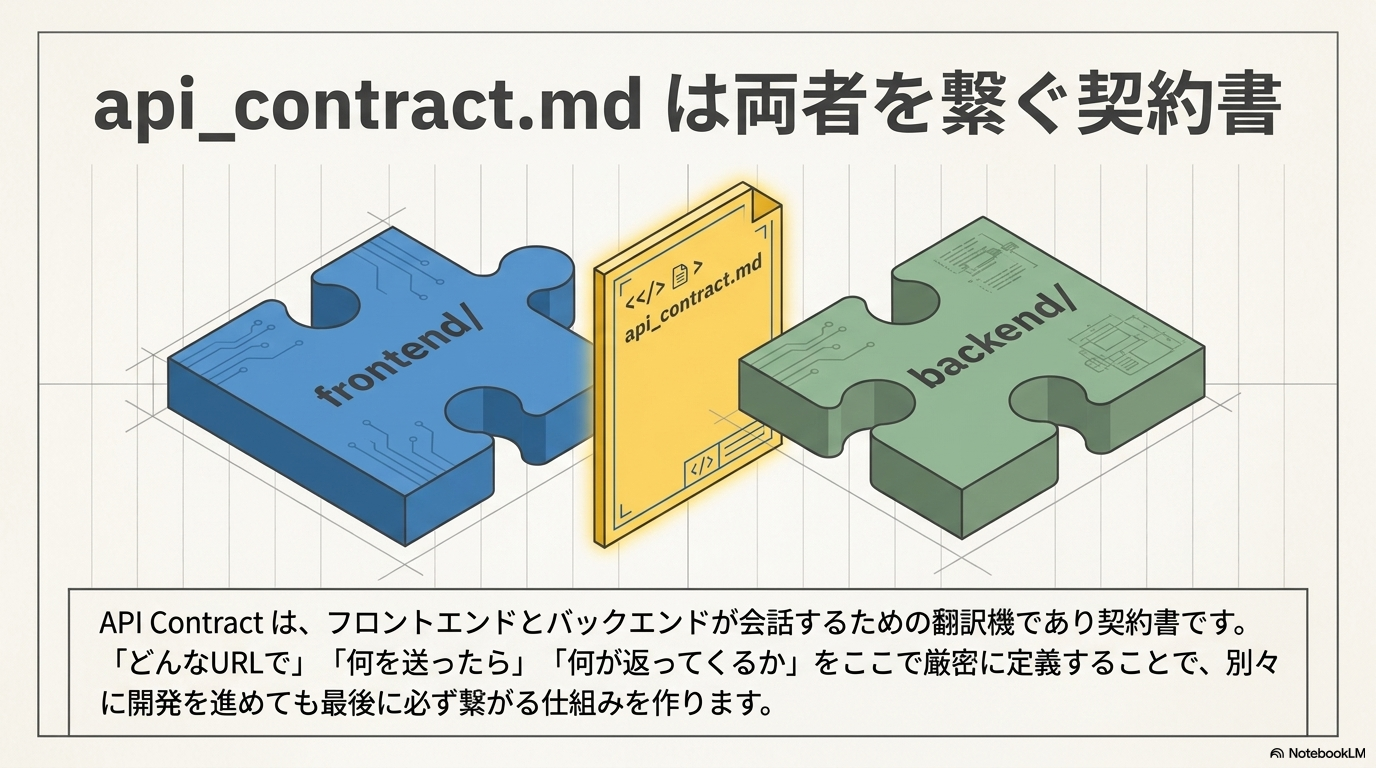 api_contract.md は両者を繋ぐ契約書
frontend/
<</> >
api_contract.md
</>
backend/
API Contract は、フロントエンドとバックエンドが会話するための翻訳機であり契約書です。
「どんなURLで」「何を送ったら」「何が返ってくるか」をここで厳密に定義することで、別々
に開発を進めても最後に必ず繋がる仕組みを作ります。
NotebookLM